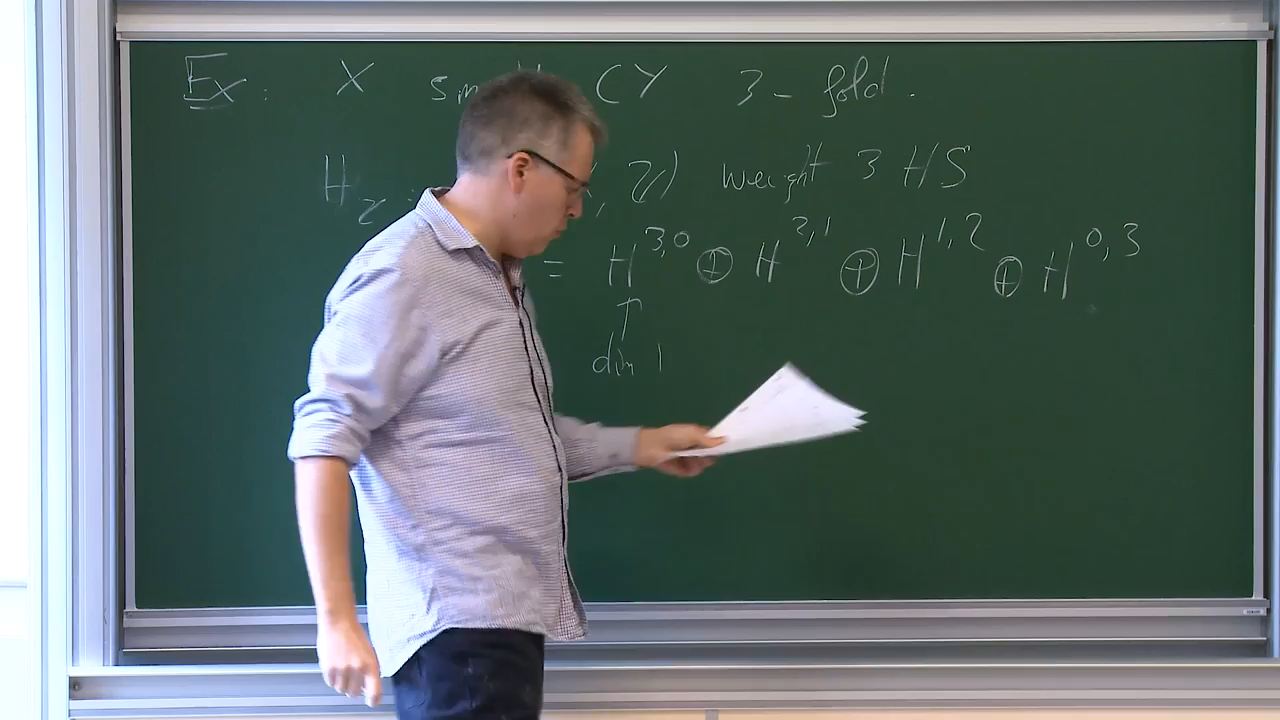 Ex: X CY 3-fold.
H_Z , Z) weight 3 HS
= H^{3,0} ⊕ H^{2,1} ⊕ H^{1,2} ⊕ H^{0,3}
↑
dim 1